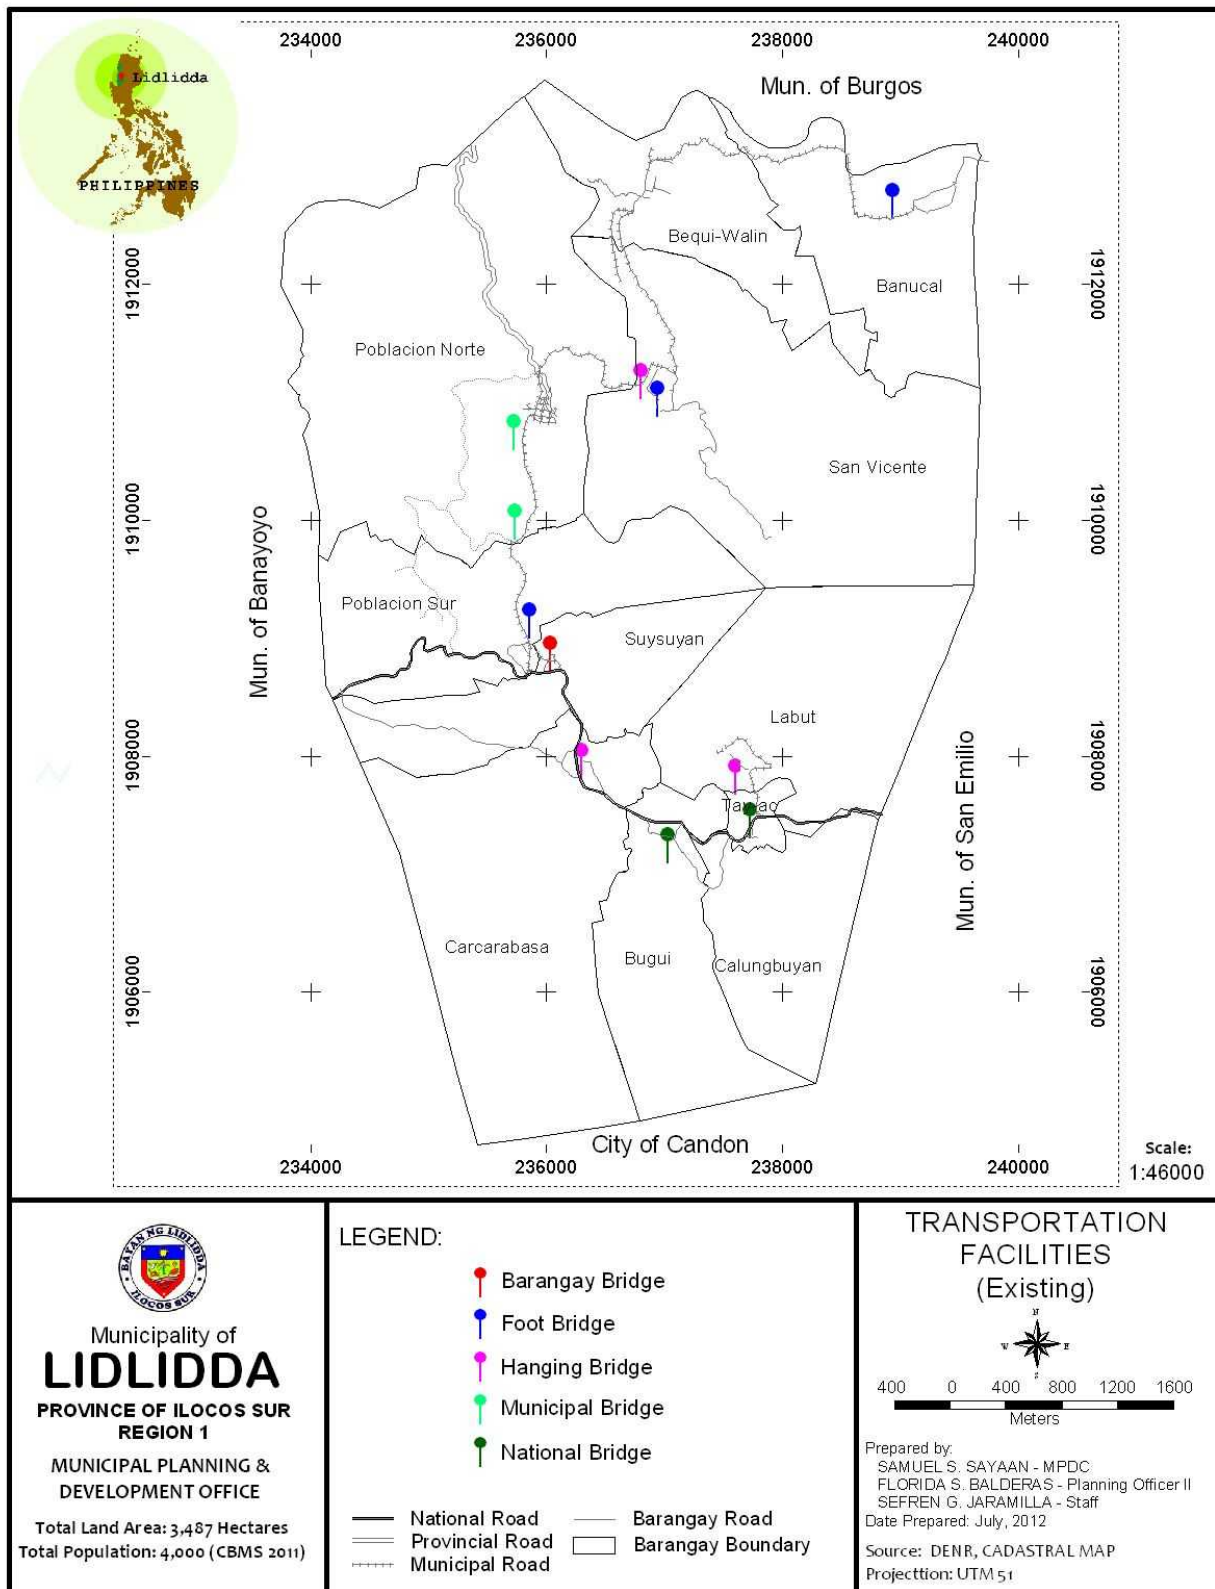 Lidlidda
PHILIPPINES
234000
236000
238000
240000
Mun. of Burgos
Bequi-Walin
Banucal
1912000
1912000
Poblacion Norte
San Vicente
1910000
1910000
Mun. of Banayoyo
Poblacion Sur
Suysuyan
Labut
1908000
1908000
Mun. of San Emilio
Carcarabasa
Bugui
Calungbuyan
1906000
1906000
City of Candon
234000
236000
238000
240000
Scale:
1:46000
BAYAN NG LIDLIDDA
ILOCOS SUR
Municipality of
LIDLIDDA
PROVINCE OF ILOCOS SUR
REGION 1
MUNICIPAL PLANNING &
DEVELOPMENT OFFICE
Total Land Area: 3,487 Hectares
Total Population: 4,000 (CBMS 2011)
LEGEND:
Barangay Bridge
Foot Bridge
Hanging Bridge
Municipal Bridge
National Bridge
National Road
Provincial Road
Municipal Road
Barangay Road
Barangay Boundary
TRANSPORTATION
FACILITIES
(Existing)
N
W E
S
400 0 400 800 1200 1600
Meters
Prepared by:
SAMUEL S. SAYAAN - MPDC
FLORIDA S. BALDERAS - Planning Officer II
SEFREN G. JARAMILLA - Staff
Date Prepared: July, 2012
Source: DENR, CADASTRAL MAP
Projecttion: UTM 51